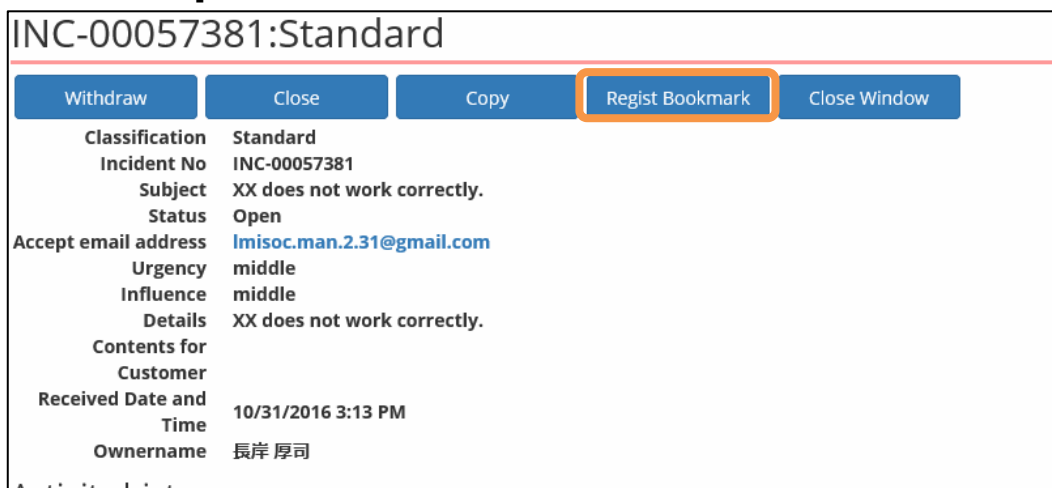 INC-00057381:Standard
Withdraw Close Copy Regist Bookmark Close Window
Classification Standard
Incident No INC-00057381
Subject XX does not work correctly.
Status Open
Accept email address lmisoc.man.2.31@gmail.com
Urgency middle
Influence middle
Details XX does not work correctly.
Contents for
Customer
Received Date and
Time 10/31/2016 3:13 PM
Ownername 長岸 厚司